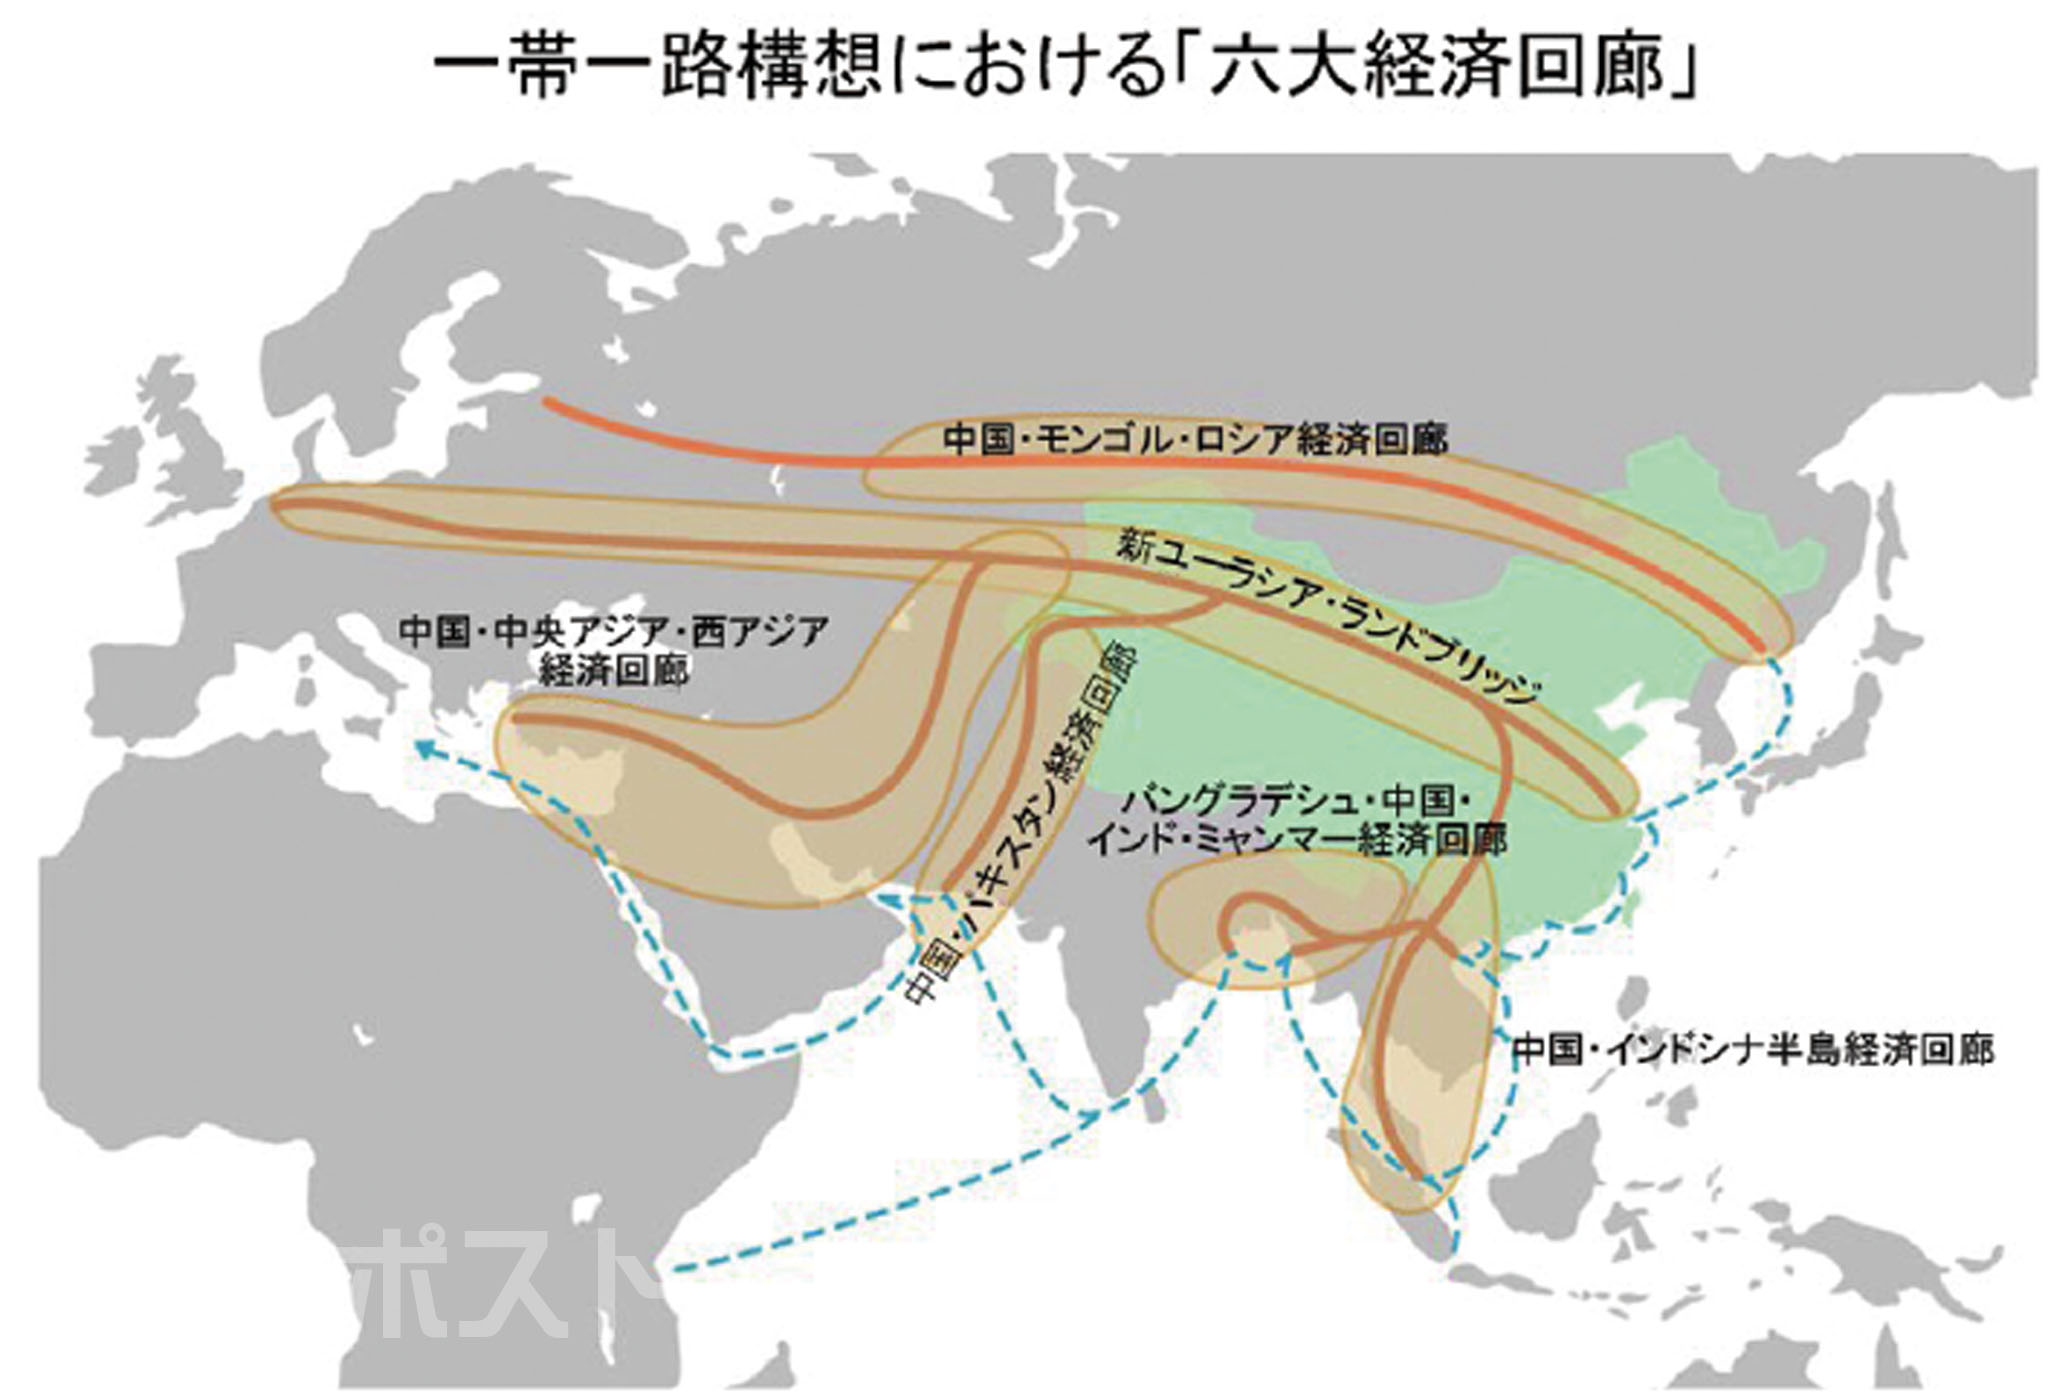 一帯一路構想における「六大経済回廊」
中国・モンゴル・ロシア経済回廊
新ユーラシア・ランドブリッジ
中国・中央アジア・西アジア
経済回廊
中国・パキスタン経済回廊
バングラデシュ・中国・
インド・ミャンマー経済回廊
中国・インドシナ半島経済回廊
ポスト